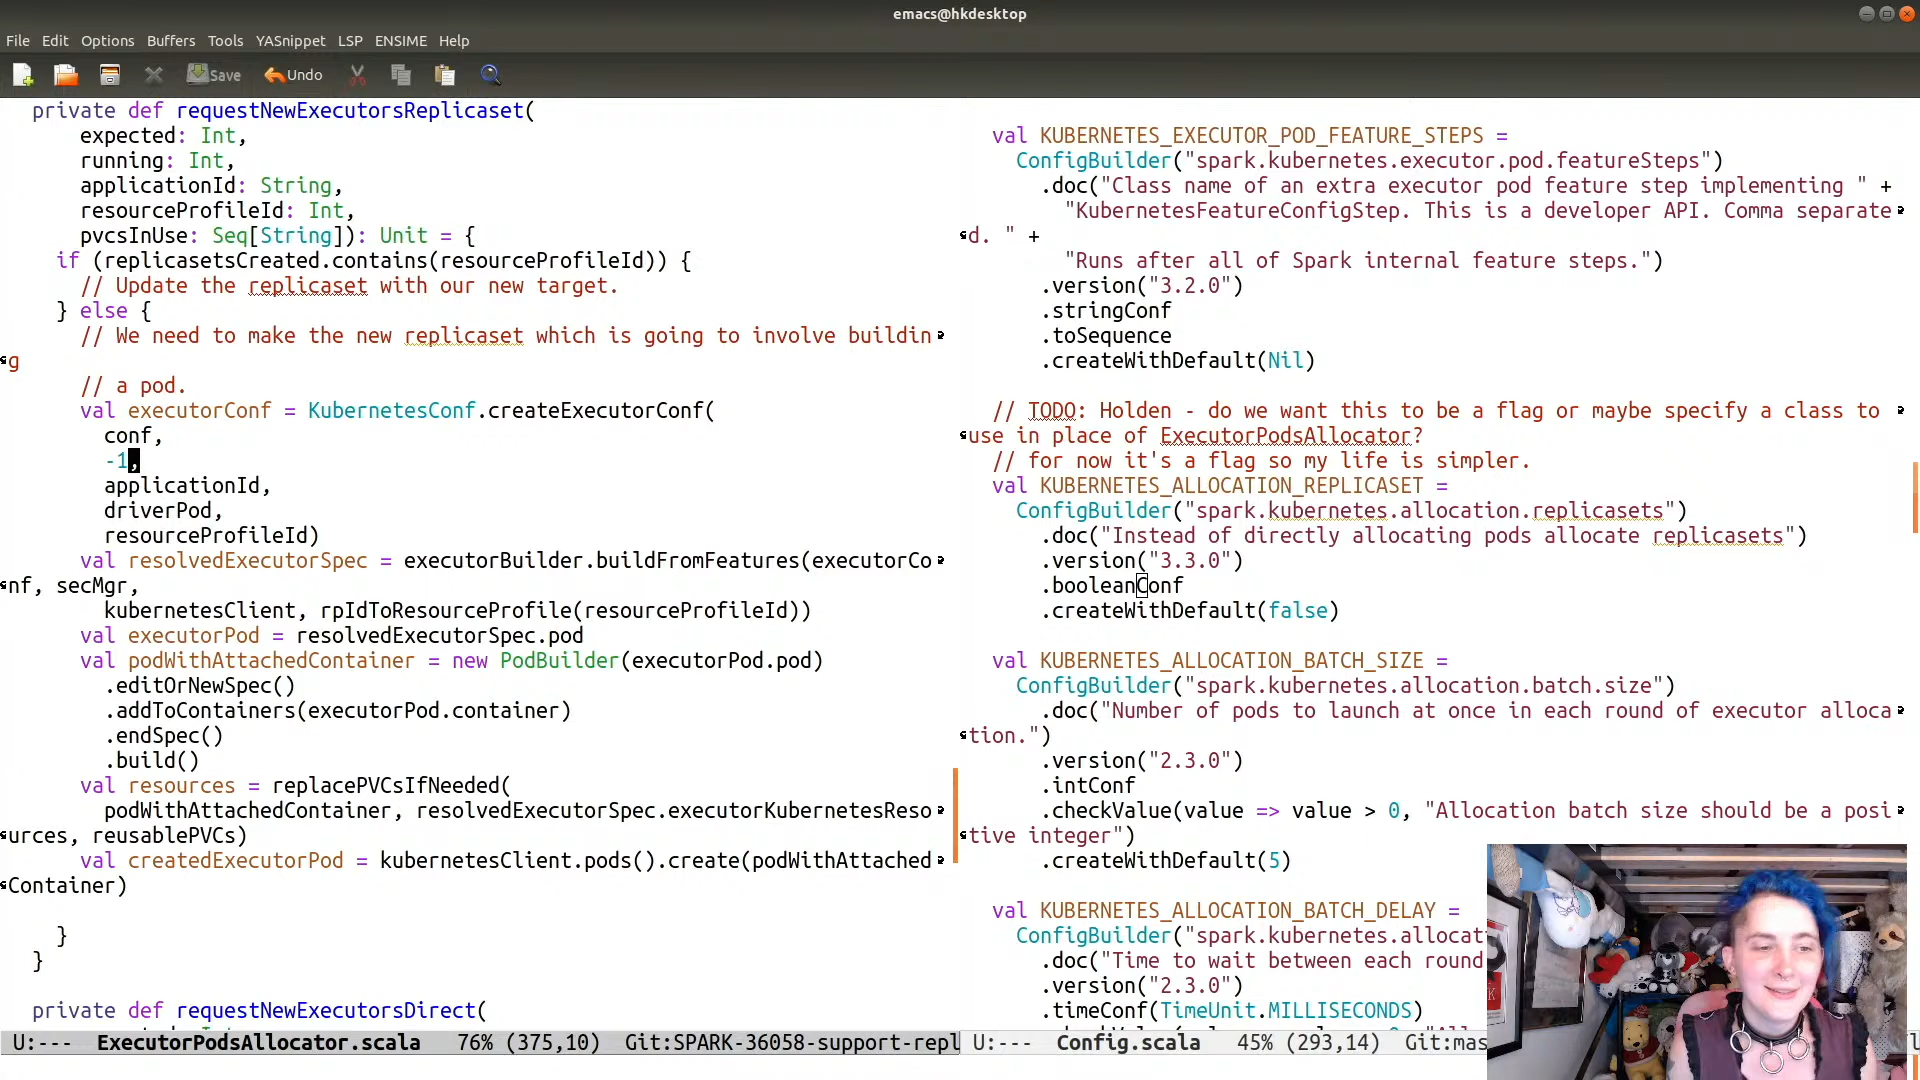 emacs@hkdesktop
File Edit Options Buffers Tools YASnippet LSP ENSIME Help
Save Undo
private def requestNewExecutorsReplicaset(
expected: Int,
running: Int,
applicationId: String,
resourceProfileId: Int,
pvcsInUse: Seq[String]): Unit = {
if (replicasetsCreated.contains(resourceProfileId)) {
// Update the replicaset with our new target.
} else {
// We need to make the new replicaset which is going to involve buildin
g
// a pod.
val executorConf = KubernetesConf.createExecutorConf(
conf,
-1,
applicationId,
driverPod,
resourceProfileId)
val resolvedExecutorSpec = executorBuilder.buildFromFeatures(executorCo
nf, secMgr,
kubernetesClient, rpIdToResourceProfile(resourceProfileId))
val executorPod = resolvedExecutorSpec.pod
val podWithAttachedContainer = new PodBuilder(executorPod.pod)
.editOrNewSpec()
.addToContainers(executorPod.container)
.endSpec()
.build()
val resources = replacePVCsIfNeeded(
podWithAttachedContainer, resolvedExecutorSpec.executorKubernetesReso
urces, reusablePVCs)
val createdExecutorPod = kubernetesClient.pods().create(podWithAttached
Container)
}
}
private def requestNewExecutorsDirect(
U:--- ExecutorPodsAllocator.scala 76% (375,10) Git:SPARK-36058-support-repl
val KUBERNETES_EXECUTOR_POD_FEATURE_STEPS =
ConfigBuilder("spark.kubernetes.executor.pod.featureSteps")
.doc("Class name of an extra executor pod feature step implementing " +
"KubernetesFeatureConfigStep. This is a developer API. Comma separate
d. " +
"Runs after all of Spark internal feature steps.")
.version("3.2.0")
.stringConf
.toSequence
.createWithDefault(Nil)
// TODO: Holden - do we want this to be a flag or maybe specify a class to
use in place of ExecutorPodsAllocator?
// for now it's a flag so my life is simpler.
val KUBERNETES_ALLOCATION_REPLICASET =
ConfigBuilder("spark.kubernetes.allocation.replicasets")
.doc("Instead of directly allocating pods allocate replicasets")
.version("3.3.0")
.booleanConf
.createWithDefault(false)
val KUBERNETES_ALLOCATION_BATCH_SIZE =
ConfigBuilder("spark.kubernetes.allocation.batch.size")
.doc("Number of pods to launch at once in each round of executor alloca
tion.")
.version("2.3.0")
.intConf
.checkValue(value => value > 0, "Allocation batch size should be a posi
tive integer")
.createWithDefault(5)
val KUBERNETES_ALLOCATION_BATCH_DELAY =
ConfigBuilder("spark.kubernetes.allocat
.doc("Time to wait between each round
.version("2.3.0")
.timeConf(TimeUnit.MILLISECONDS)
U:--- Config.scala 45% (293,14) Git:mas